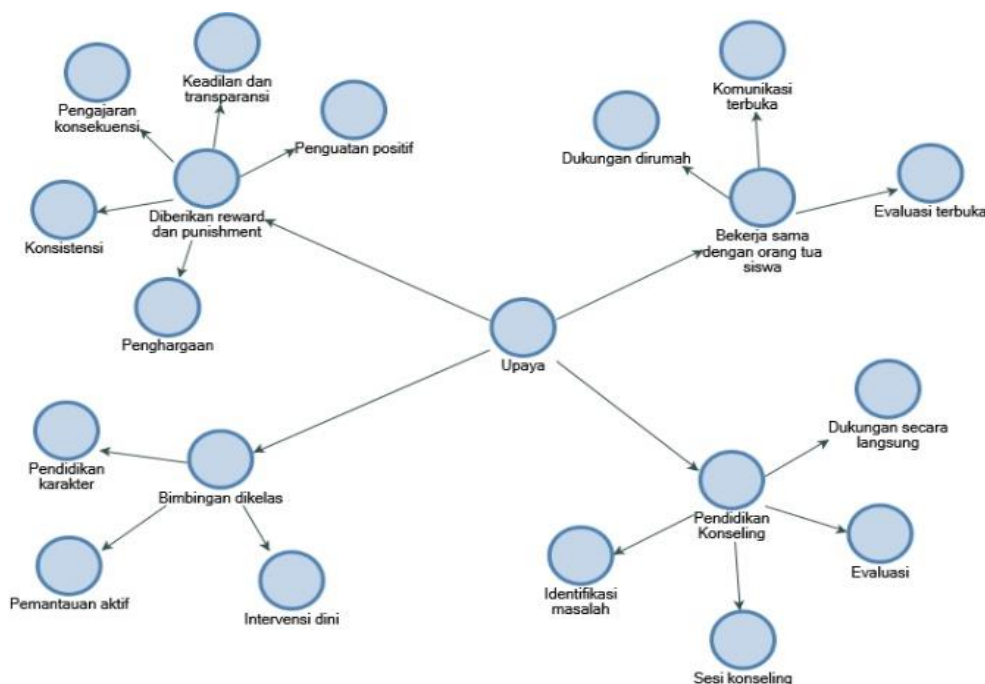 Keadilan dan
transparansi
Pengajaran
konsekuensi
Penguatan positif
Konsistensi
Diberikan reward
dan punishment
Penghargaan
Komunikasi
terbuka
Dukungan dirumah
Evaluasi terbuka
Bekerja sama
dengan orang tua
siswa
Upaya
Pendidikan
karakter
Bimbingan dikelas
Pemantauan aktif
Intervensi dini
Dukungan secara
langsung
Pendidikan
Konseling
Identifikasi
masalah
Evaluasi
Sesi konseling